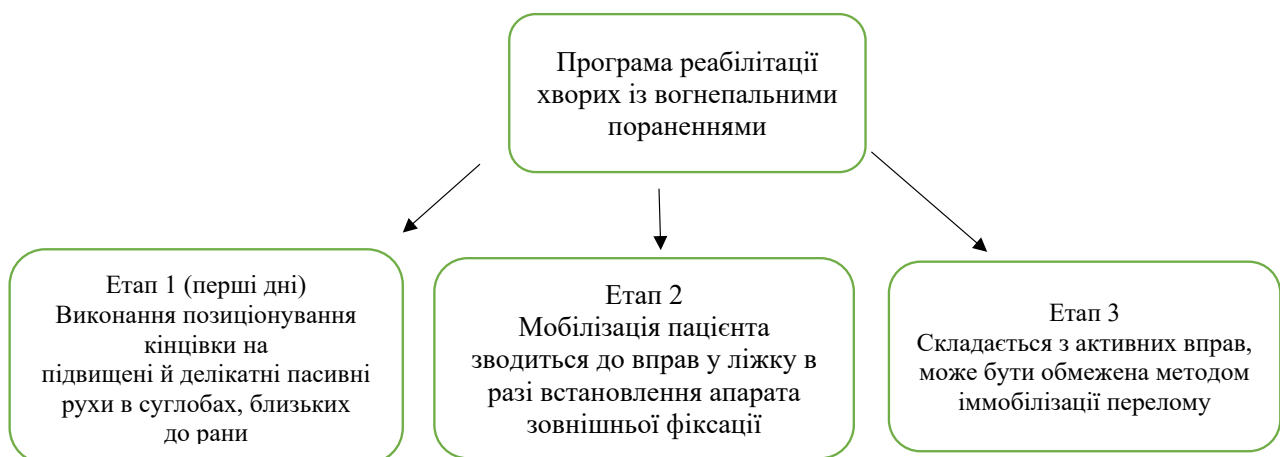 Програма реабілітації
хворих із вогнепальними
пораненнями
Етап 1 (перші дні)
Виконання позиціонування
кінцівки на
підвищені й делікатні пасивні
рухи в суглобах, близьких
до рани
Етап 2
Мобілізація пацієнта
зводиться до вправ у ліжку в
разі встановлення апарата
зовнішньої фіксації
Етап 3
Складається з активних вправ,
може бути обмежена методом
іммобілізації перелому